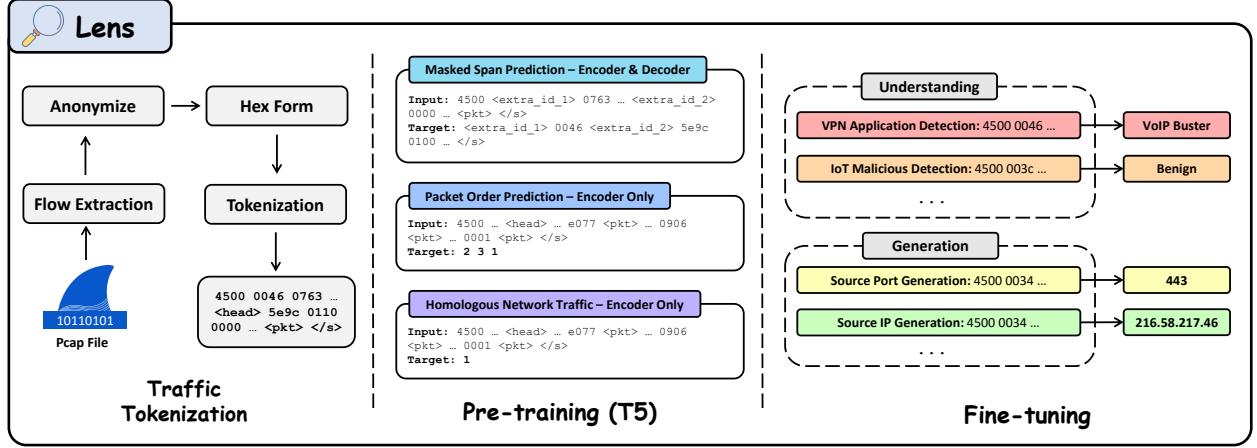 Lens
Anonymize
Hex Form
Flow Extraction
Tokenization
10110101
Pcap File
4500 0046 0763 …
<head> 5e9c 0110
0000 … <pkt> </s>
Traffic
Tokenization
Masked Span Prediction – Encoder & Decoder
Input: 4500 <extra_id_1> 0763 … <extra_id_2>
0000 … <pkt> </s>
Target: <extra_id_1> 0046 <extra_id_2> 5e9c
0100 … </s>
Packet Order Prediction – Encoder Only
Input: 4500 … <head> … e077 <pkt> … 0906
<pkt> … 0001 <pkt> </s>
Target: 2 3 1
Homologous Network Traffic – Encoder Only
Input: 4500 … <head> … e077 <pkt> … 0906
<pkt> … 0001 <pkt> </s>
Target: 1
Pre-training (T5)
Understanding
VPN Application Detection: 4500 0046 …
VoIP Buster
IoT Malicious Detection: 4500 003c …
Benign
. . .
Generation
Source Port Generation: 4500 0034 …
443
Source IP Generation: 4500 0034 …
216.58.217.46
. . .
Fine-tuning